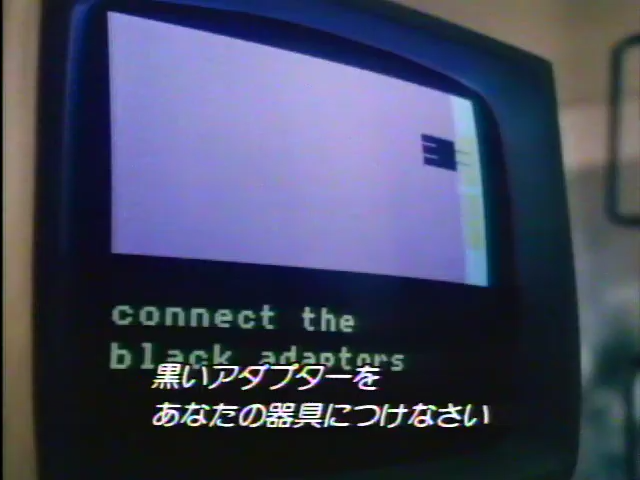 connect the
black adaptors
黒いアダプターを
あなたの器具につけなさい